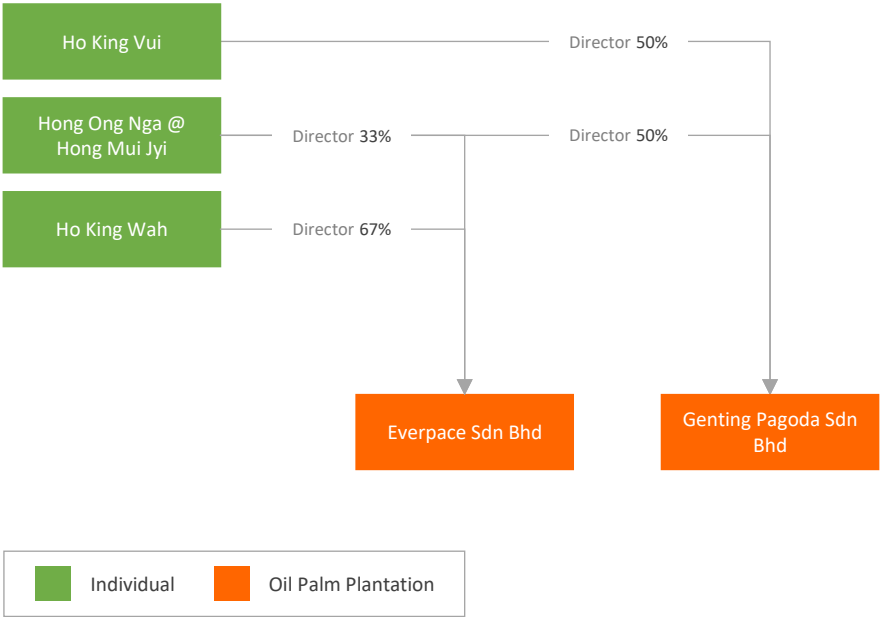 Ho King Vui
Director 50%
Hong Ong Nga @
Hong Mui Jyi
Director 33%
Director 50%
Ho King Wah
Director 67%
Everpace Sdn Bhd
Genting Pagoda Sdn
Bhd
Individual
Oil Palm Plantation